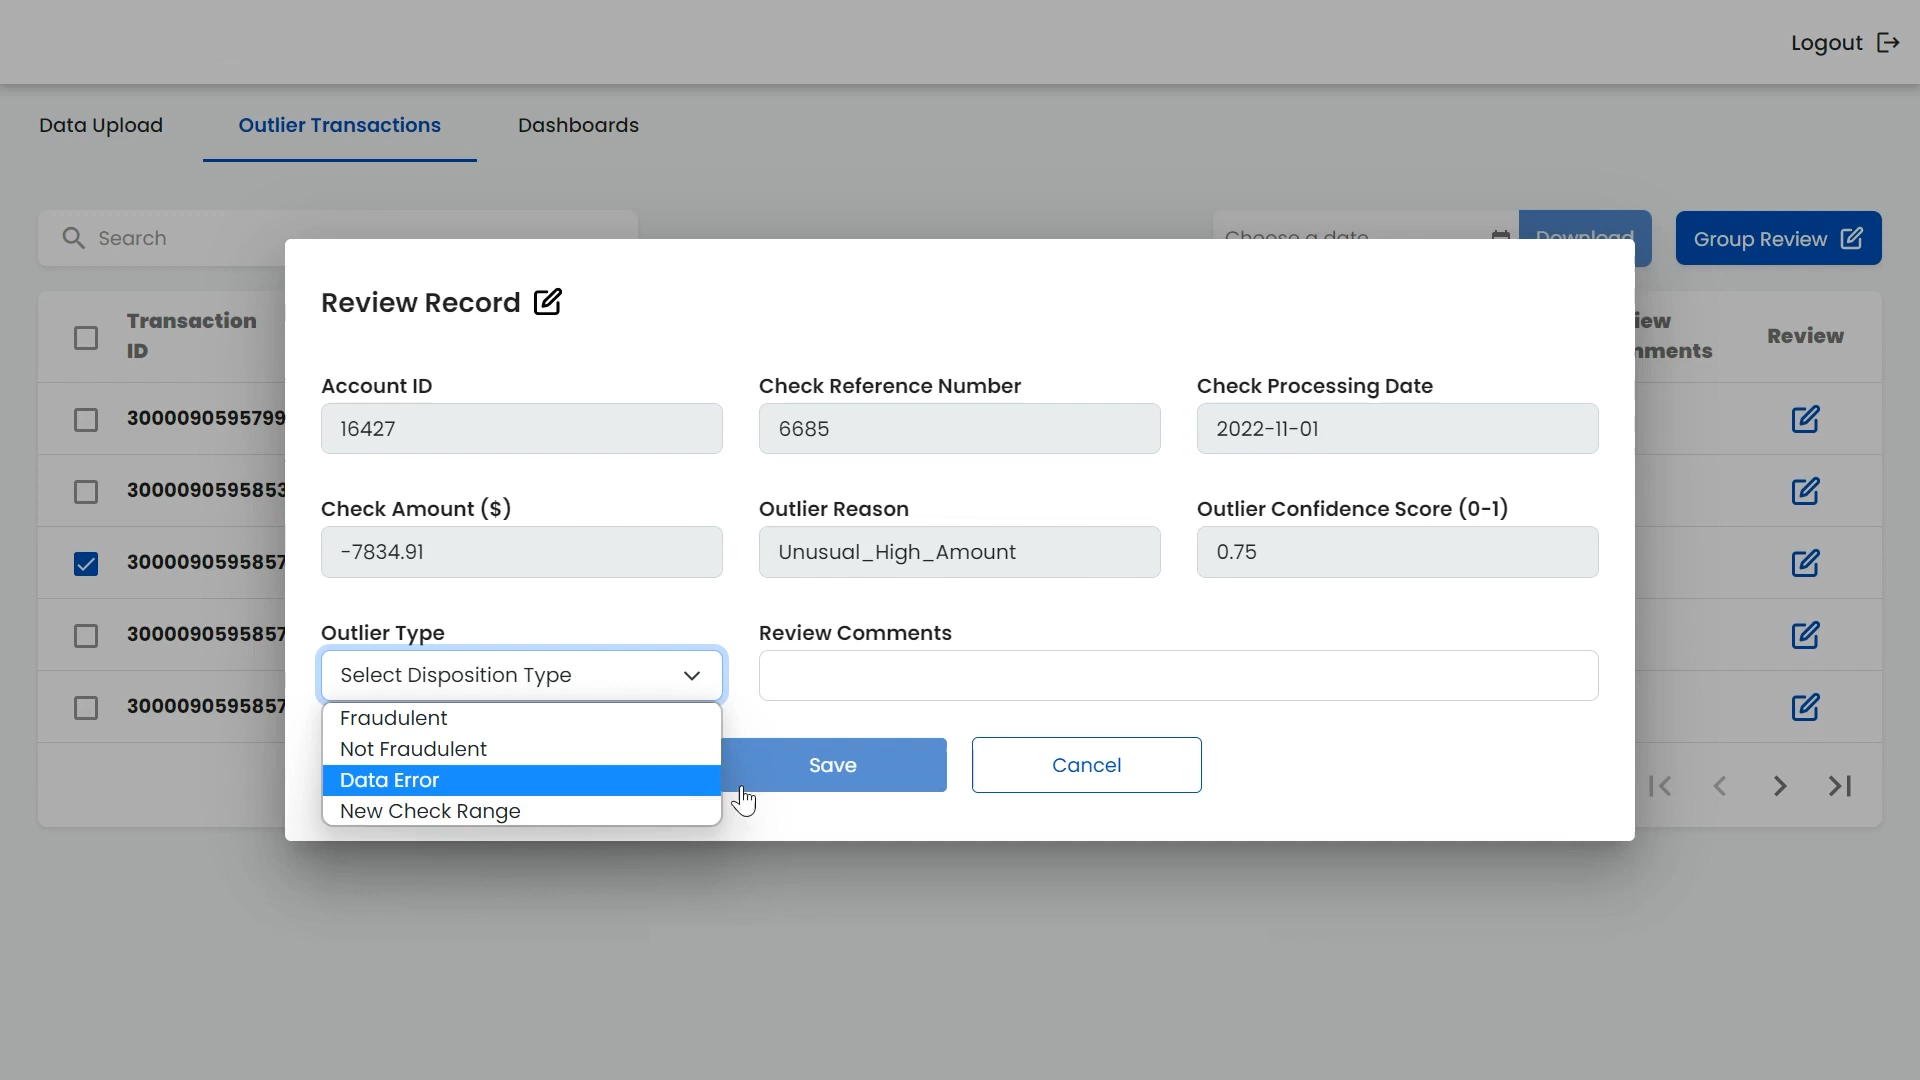 Logout
Data Upload
Outlier Transactions
Dashboards
Search
Choose a date
Download
Group Review
Review Record
Transaction
ID
Review
Account ID
Check Reference Number
Check Processing Date
16427
6685
2022-11-01
3000090595799
Check Amount ($)
Outlier Reason
Outlier Confidence Score (0-1)
3000090595853
-7834.91
Unusual_High_Amount
0.75
3000090595857
Outlier Type
Review Comments
3000090595857
Select Disposition Type
3000090595857
Fraudulent
Not Fraudulent
Data Error
New Check Range
Save
Cancel